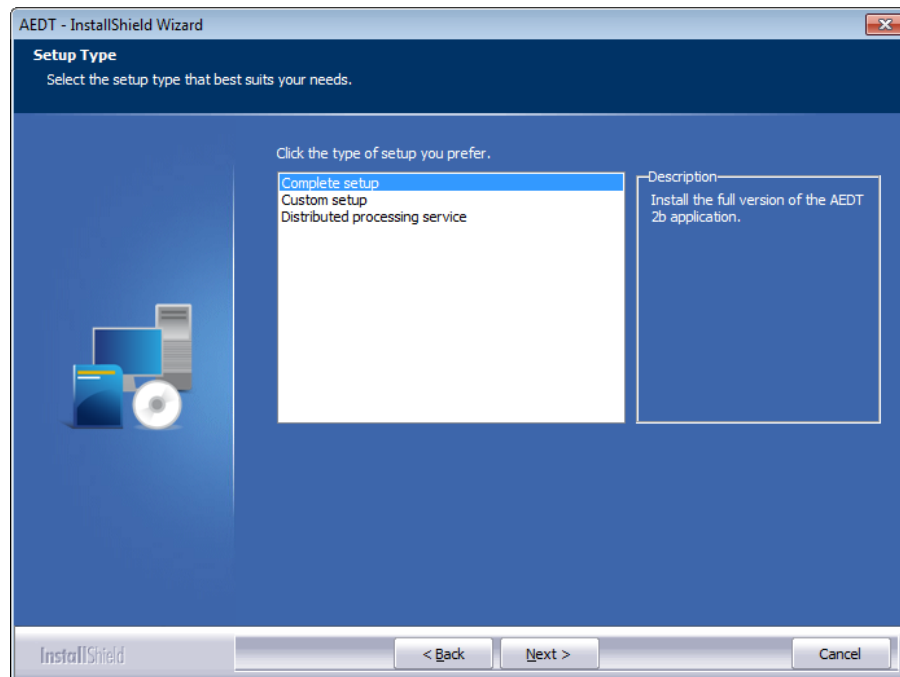 AEDT - InstallShield Wizard
Setup Type
Select the setup type that best suits your needs.
Click the type of setup you prefer.
Complete setup
Custom setup
Distributed processing service
Description
Install the full version of the AEDT
2b application.
InstallShield
< Back
Next >
Cancel